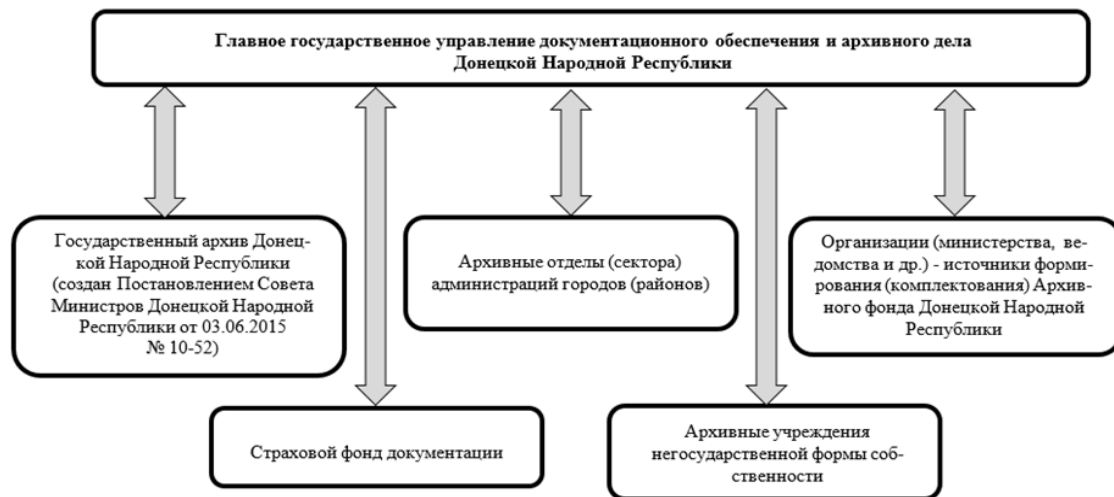 Главное государственное управление документационного обеспечения и архивного дела
Донецкой Народной Республики
Государственный архив Донец-
кой Народной Республики
(создан Постановлением Совета
Министров Донецкой Народной
Республики от 03.06.2015
№ 10-52)
Архивные отделы (сектора)
администраций городов (районов)
Организации (министерства, ве-
домства и др.) - источники форми-
рования (комплектования) Архив-
ного фонда Донецкой Народной
Республики
Страховой фонд документации
Архивные учреждения
негосударственной формы соб-
ственности